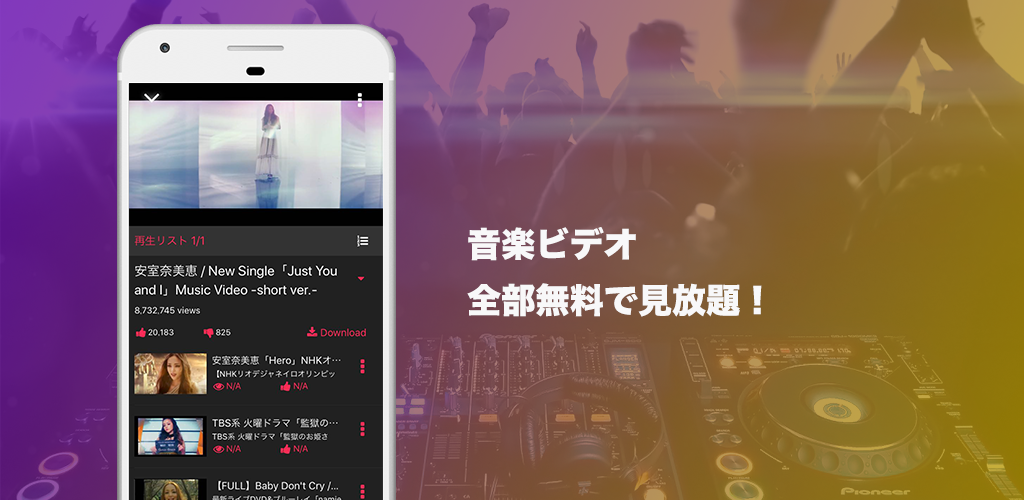 再生リスト 1/1
安室奈美恵 / New Single「Just You
and I」Music Video -short ver.-
8,732,745 views
20,183
825
Download
安室奈美恵「Hero」NHKオ…
【NHKリオデジャネイロオリンピッ
N/A
N/A
TBS系 火曜ドラマ「監獄の…
TBS系 火曜ドラマ「監獄のお姫さ
N/A
N/A
【FULL】Baby Don't Cry /...
最新ライブDVD&ブルーレイ「namie
音楽ビデオ
全部無料で見放題！
Pioneer